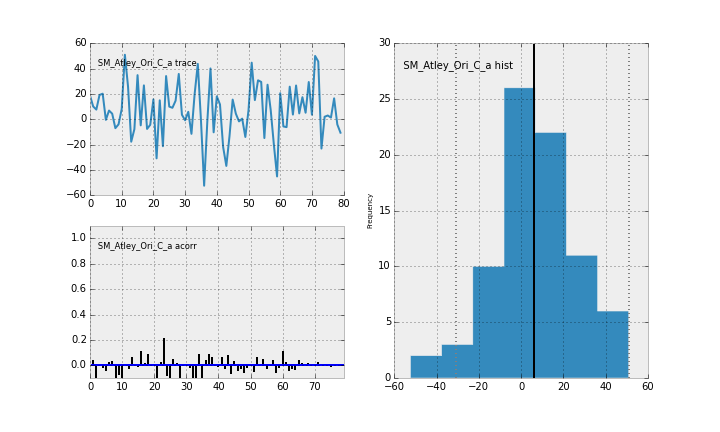 SM_Atley_Ori_C_a trace
60
40
20
0
−20
−40
−60
0 10 20 30 40 50 60 70 80
SM_Atley_Ori_C_a acorr
1.0
0.8
0.6
0.4
0.2
0.0
0 10 20 30 40 50 60 70
SM_Atley_Ori_C_a hist
Frequency
30
25
20
15
10
5
0
−60 −40 −20 0 20 40 60